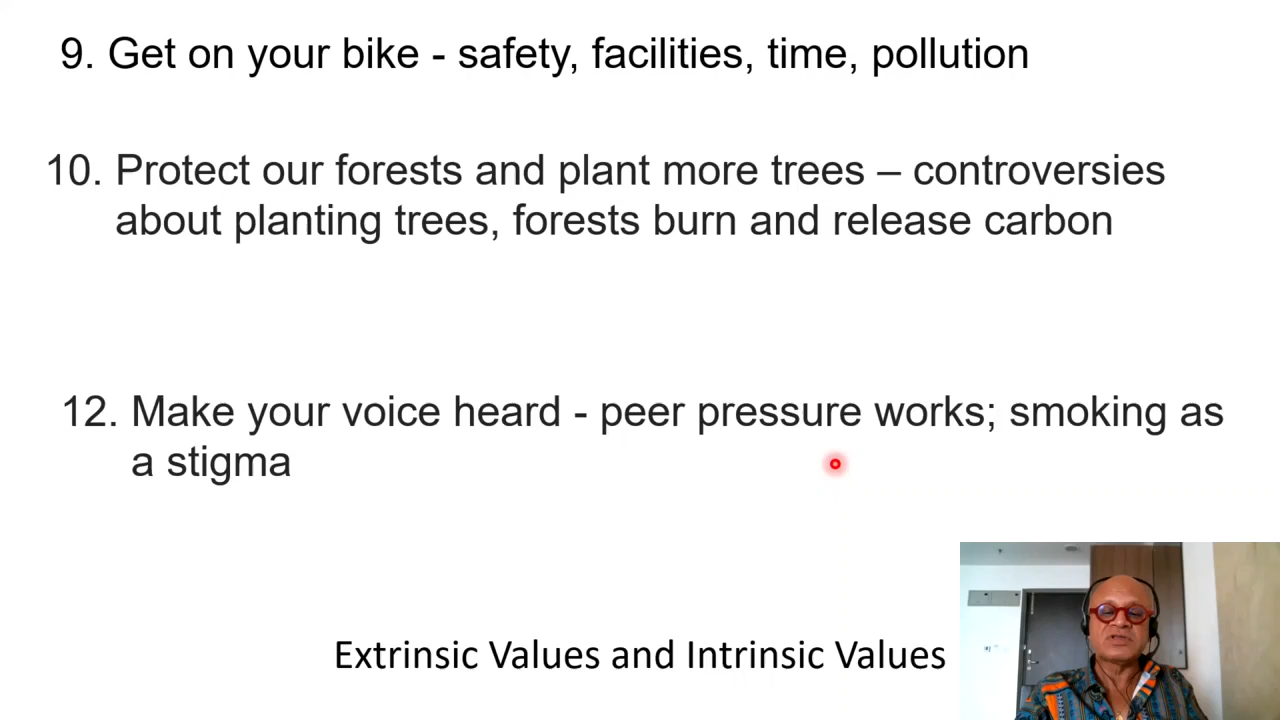 9. Get on your bike - safety, facilities, time, pollution
10. Protect our forests and plant more trees – controversies
about planting trees, forests burn and release carbon
12. Make your voice heard - peer pressure works; smoking as
a stigma
Extrinsic Values and Intrinsic Values